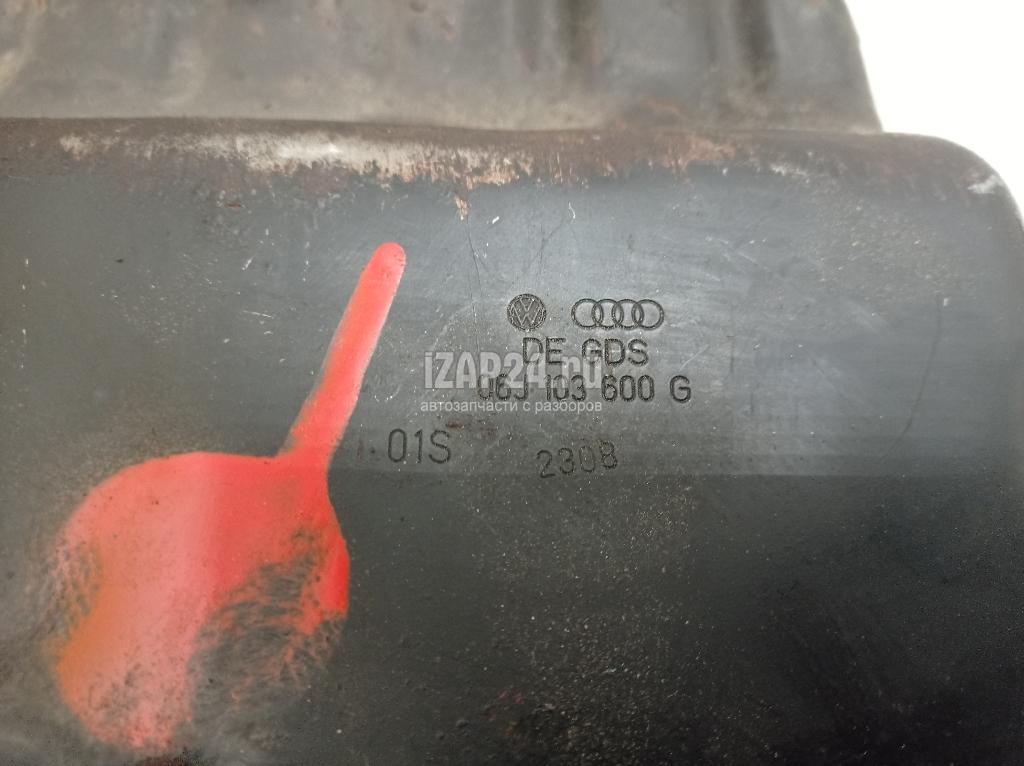 DE GDS
06J 103 600 G
iZAP24.ru
автозапчасти с разборов
01S
2308